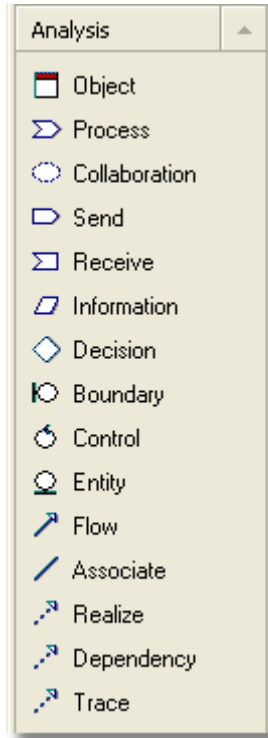 Analysis
Object
Process
Collaboration
Send
Receive
Information
Decision
Boundary
Control
Entity
Flow
Associate
Realize
Dependency
Trace